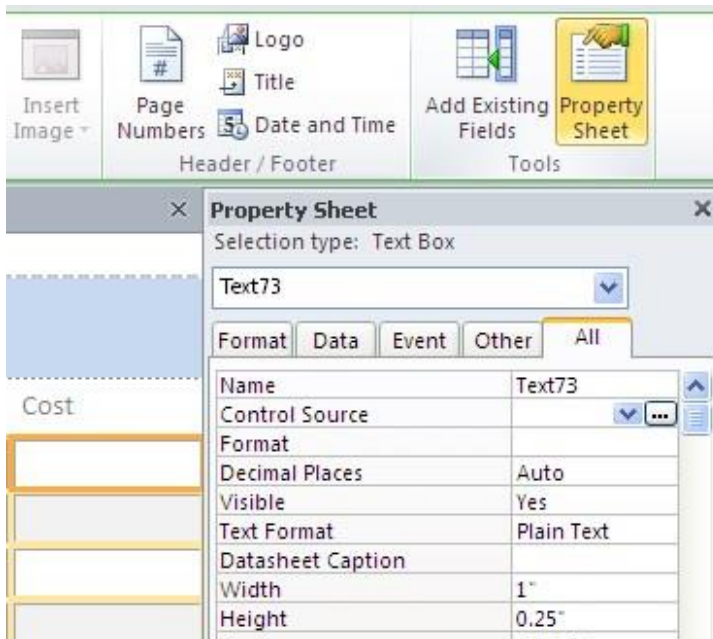 Logo
Title
Insert Image
Page Numbers
Date and Time
Add Existing Fields
Property Sheet
Header / Footer
Tools
Property Sheet
Selection type: Text Box
Text73
Format Data Event Other All
Cost
Name Text73
Control Source ...
Format
Decimal Places Auto
Visible Yes
Text Format Plain Text
Datasheet Caption
Width 1"
Height 0.25"